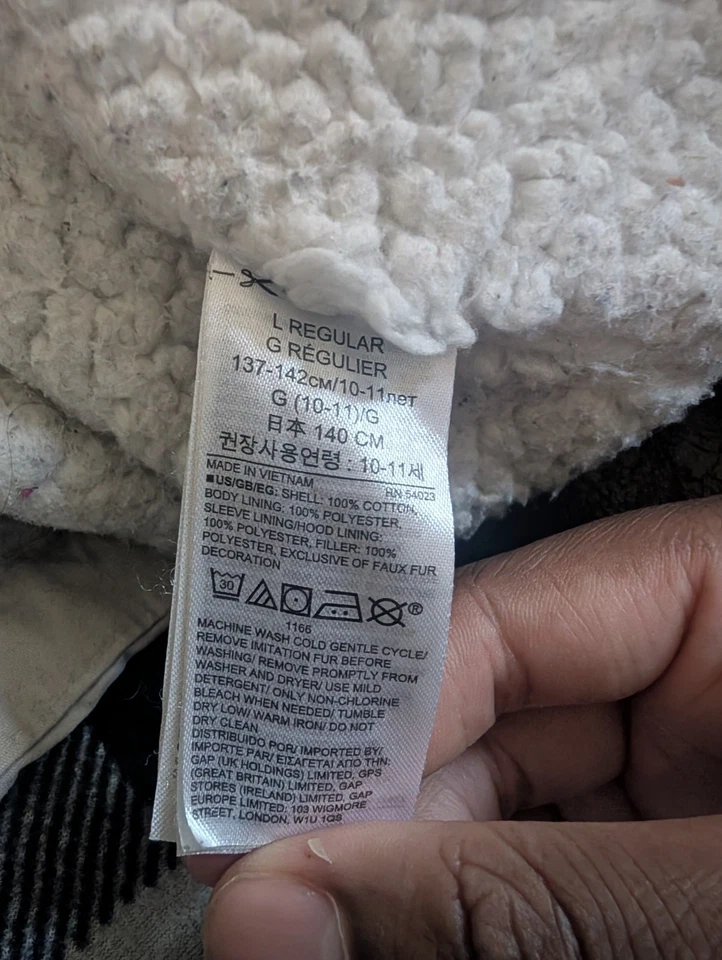 L REGULAR
G RÉGULIER
137-142см/10-11лет
G (10-11)/G
日本 140 CM
권장사용연령 : 10-11세
MADE IN VIETNAM
RN 54023
■US/GB/EG: SHELL: 100% COTTON,
BODY LINING: 100% POLYESTER,
SLEEVE LINING/HOOD LINING:
100% POLYESTER, FILLER: 100%
POLYESTER, EXCLUSIVE OF FAUX FUR
DECORATION
30
®
1166
MACHINE WASH COLD GENTLE CYCLE/
REMOVE IMITATION FUR BEFORE
WASHING/ REMOVE PROMPTLY FROM
WASHER AND DRYER/ USE MILD
DETERGENT/ ONLY NON-CHLORINE
BLEACH WHEN NEEDED/ TUMBLE
DRY LOW/ WARM IRON/ DO NOT
DRY CLEAN
DISTRIBUIDO POR/ IMPORTED BY/
IMPORTE PAR/ ΕΙΣΑΓΕΤΑΙ ΑΠΟ ΤΗΝ:
GAP (UK HOLDINGS) LIMITED, GPS
(GREAT BRITAIN) LIMITED, GAP
STORES (IRELAND) LIMITED, GAP
EUROPE LIMITED; 103 WIGMORE
STREET, LONDON, W1U 1QS